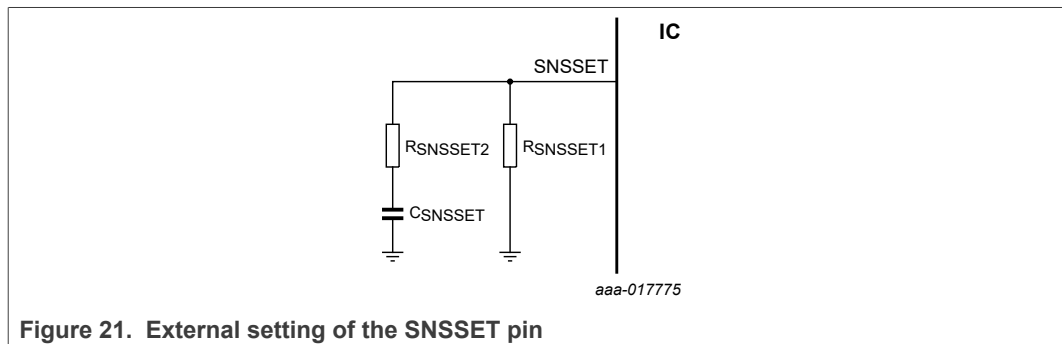 IC
SNSSET
RSNSSET2
RSNSSET1
CSNSSET
aaa-017775
Figure 21. External setting of the SNSSET pin